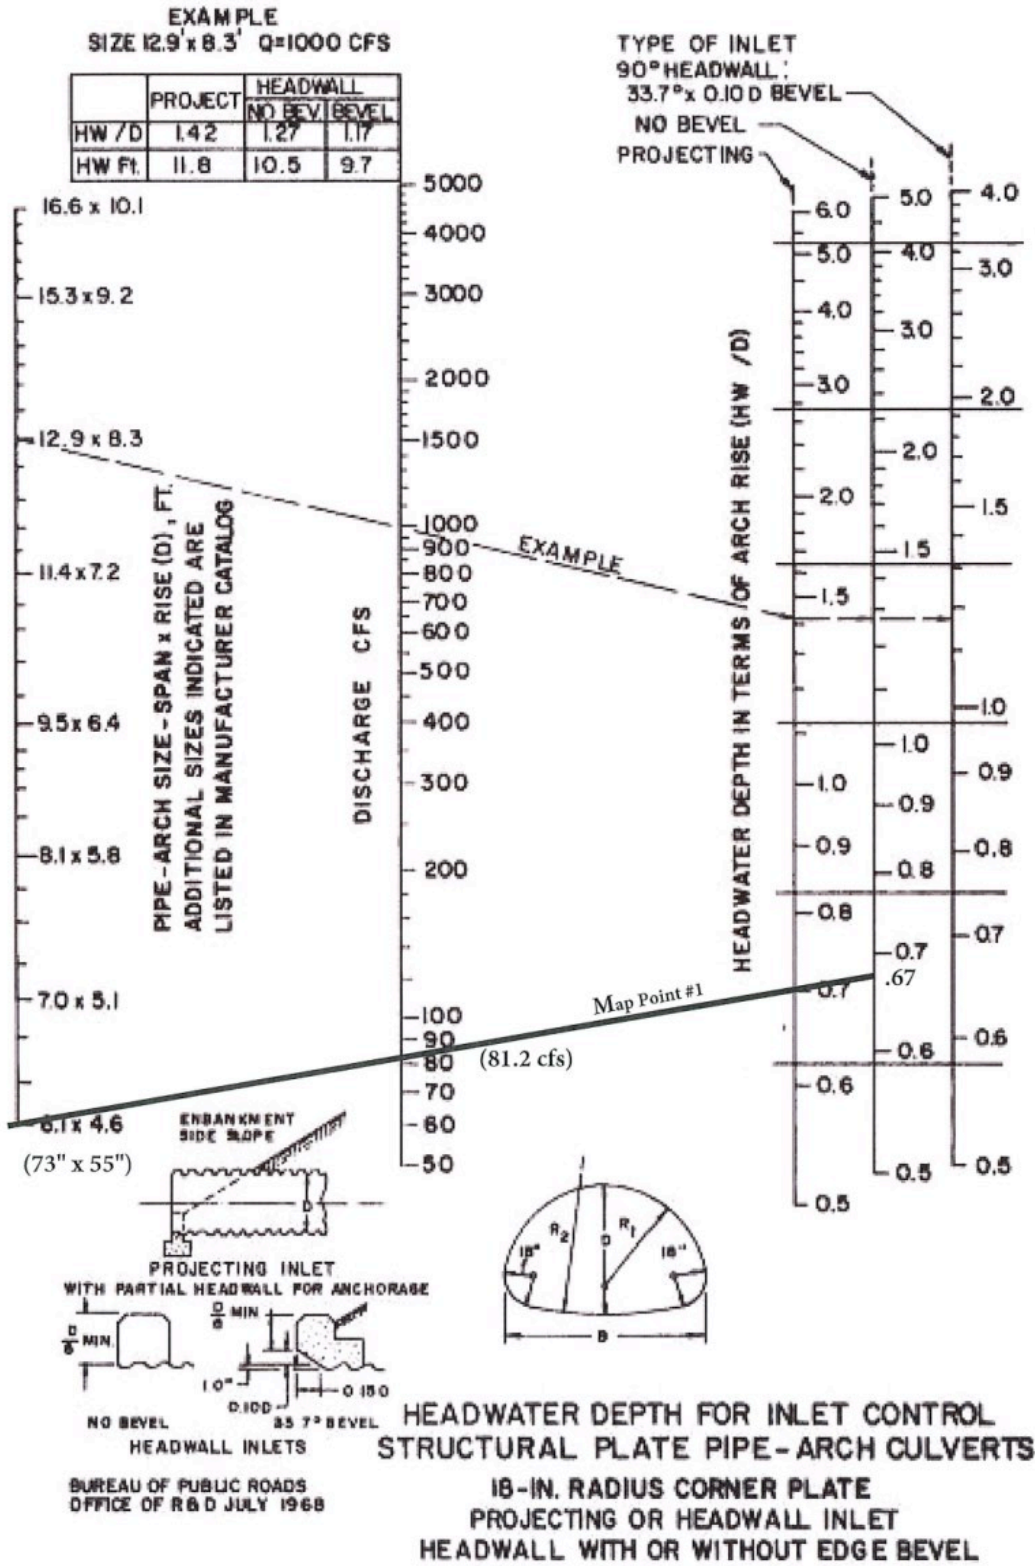 EXAMPLE
SIZE 12.9' x 8.3' Q=1000 CFS
PROJECT HEADWALL
NO BEV. BEVEL
HW /D 1.42 1.27 1.17
HW Ft. 11.8 10.5 9.7
TYPE OF INLET
90° HEADWALL:
33.7° x 0.10 D BEVEL
NO BEVEL
PROJECTING
16.6 x 10.1
15.3 x 9.2
12.9 x 8.3
11.4 x 7.2
9.5 x 6.4
8.1 x 5.8
7.0 x 5.1
6.1 x 4.6
(73" x 55")
PIPE-ARCH SIZE-SPAN x RISE (D), FT.
ADDITIONAL SIZES INDICATED ARE
LISTED IN MANUFACTURER CATALOG
5000
4000
3000
2000
1500
1000
900
800
700
600
500
400
300
200
100
90
80
70
60
50
DISCHARGE CFS
EXAMPLE
Map Point #1
(81.2 cfs)
HEADWATER DEPTH IN TERMS OF ARCH RISE (HW /D)
6.0
5.0
4.0
3.0
2.0
1.5
1.0
0.9
0.8
0.7
0.6
0.5
5.0
4.0
3.0
2.0
1.5
1.0
0.9
0.8
0.7
.67
0.6
0.5
4.0
3.0
2.0
1.5
1.0
0.9
0.8
0.7
0.6
0.5
ENBANKMENT
SIDE SLOPE
D
PROJECTING INLET
WITH PARTIAL HEADWALL FOR ANCHORAGE
D/6 MIN.
NO BEVEL
D/6 MIN
1.0"
0.10D
0.15D
33.7° BEVEL
HEADWALL INLETS
18"
R2
D
R1
18"
B
BUREAU OF PUBLIC ROADS
OFFICE OF R&D JULY 1968
HEADWATER DEPTH FOR INLET CONTROL
STRUCTURAL PLATE PIPE-ARCH CULVERTS
18-IN. RADIUS CORNER PLATE
PROJECTING OR HEADWALL INLET
HEADWALL WITH OR WITHOUT EDGE BEVEL